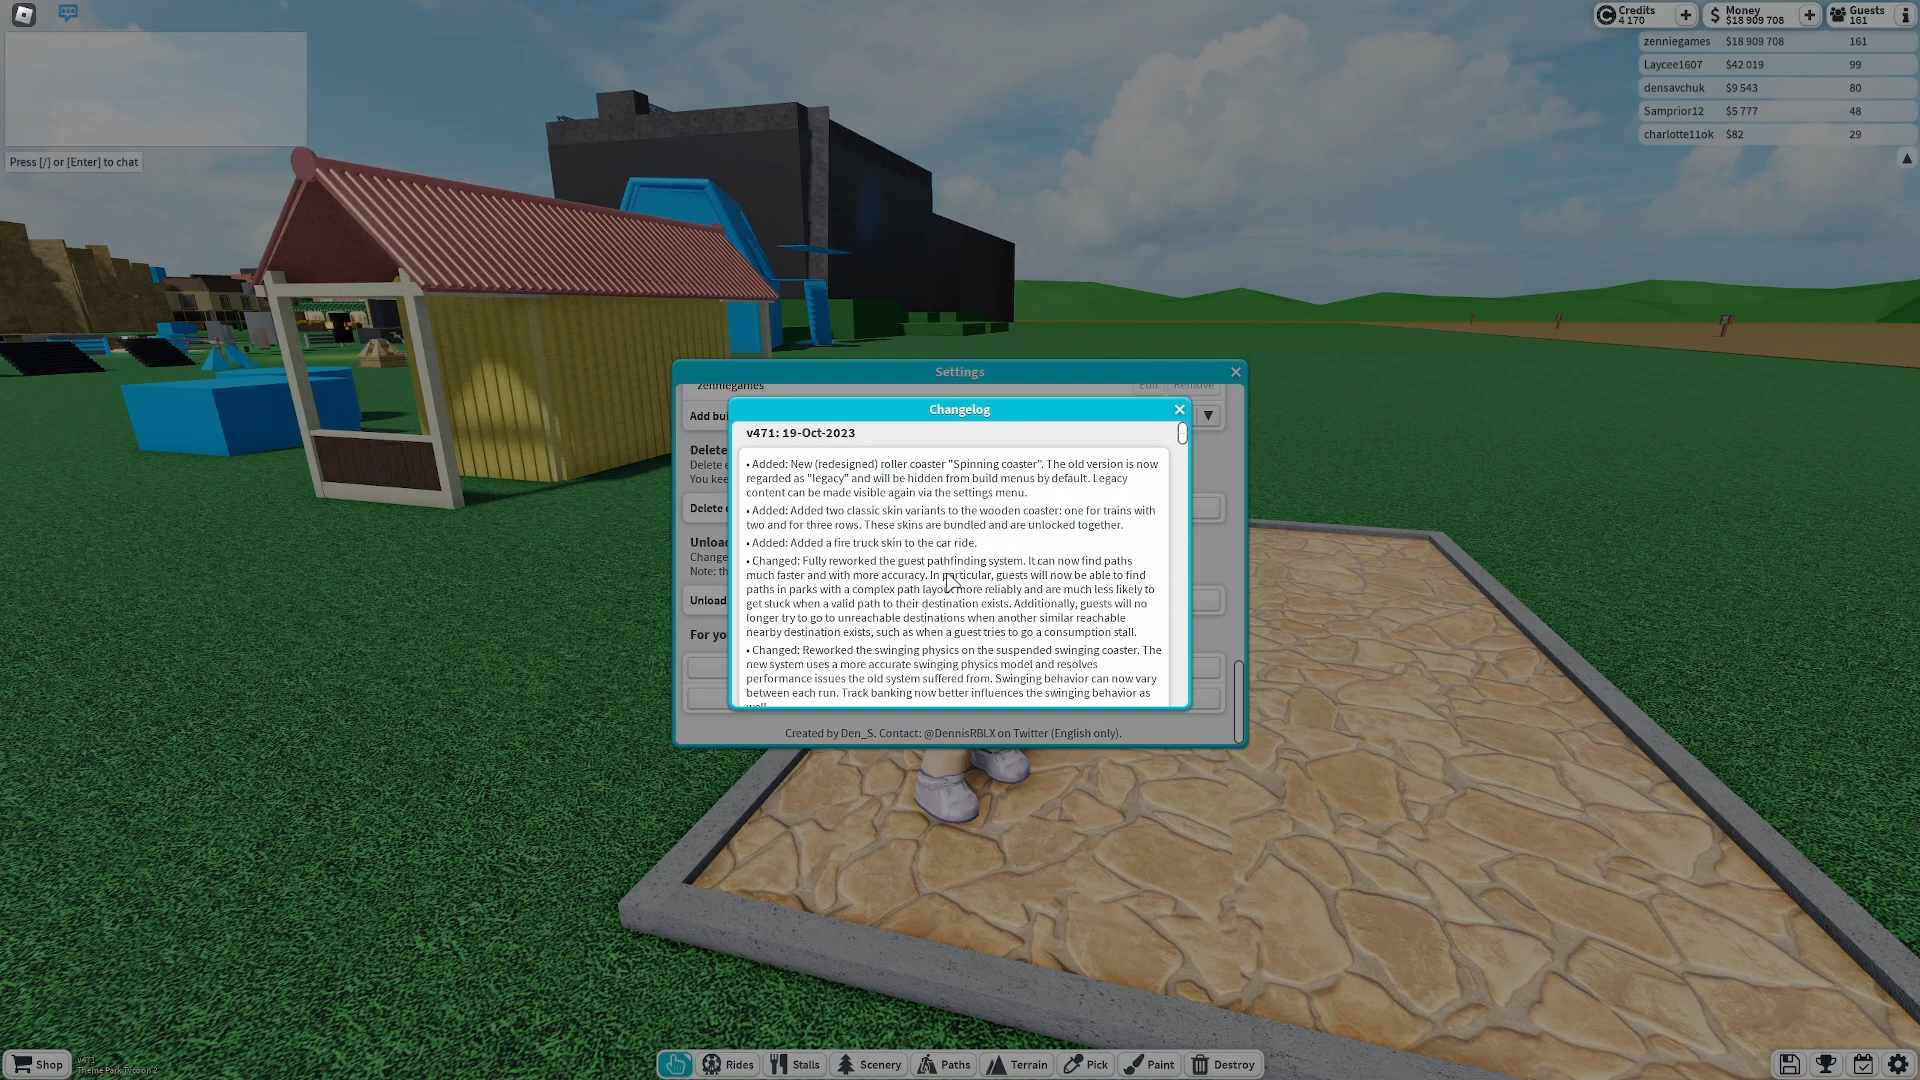 Credits
4 170
Money
$18 909 708
Guests
161
zenniegames $18 909 708 161
Laycee1607 $42 019 99
densavchuk $9 543 80
Samprior12 $5 777 48
charlotte11ok $82 29
Press [/] or [Enter] to chat
Settings
zenniegames Edit Remove
Add bui
Changelog
v471: 19-Oct-2023
• Added: New (redesigned) roller coaster "Spinning coaster". The old version is now
regarded as "legacy" and will be hidden from build menus by default. Legacy
content can be made visible again via the settings menu.
• Added: Added two classic skin variants to the wooden coaster: one for trains with
two and for three rows. These skins are bundled and are unlocked together.
• Added: Added a fire truck skin to the car ride.
• Changed: Fully reworked the guest pathfinding system. It can now find paths
much faster and with more accuracy. In particular, guests will now be able to find
paths in parks with a complex path layout more reliably and are much less likely to
get stuck when a valid path to their destination exists. Additionally, guests will no
longer try to go to unreachable destinations when another similar reachable
nearby destination exists, such as when a guest tries to go a consumption stall.
• Changed: Reworked the swinging physics on the suspended swinging coaster. The
new system uses a more accurate swinging physics model and resolves
performance issues the old system suffered from. Swinging behavior can now vary
between each run. Track banking now better influences the swinging behavior as
well.
Delete
Delete e
You kee
Delete
Unload
Change
Note: th
Unload
For yo
Created by Den_S. Contact: @DennisRBLX on Twitter (English only).
Shop
v471
Theme Park Tycoon 2
Rides
Stalls
Scenery
Paths
Terrain
Pick
Paint
Destroy